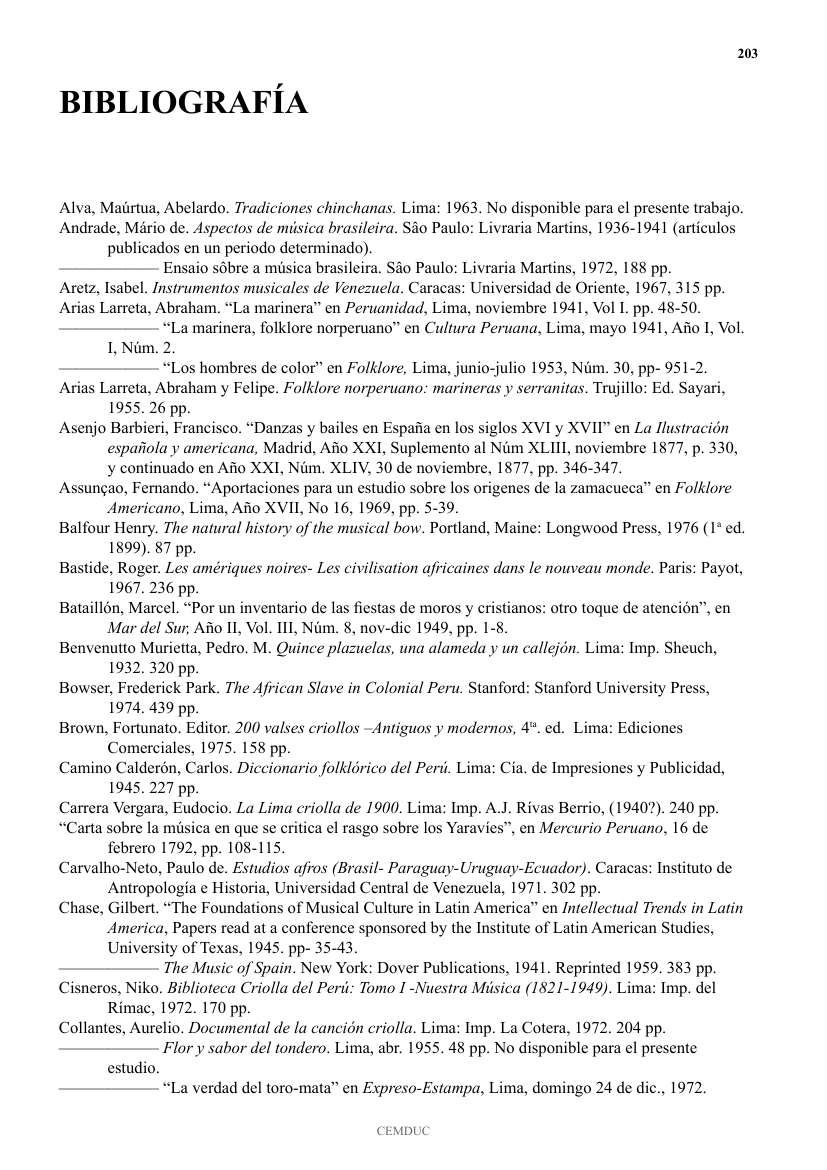 203
BIBLIOGRAFÍA
Alva, Maúrtua, Abelardo. Tradiciones chinchanas. Lima: 1963. No disponible para el presente trabajo.
Andrade, Mário de. Aspectos de música brasileira. Sâo Paulo: Livraria Martins, 1936-1941 (artículos
publicados en un periodo determinado).
——————— Ensaio sôbre a música brasileira. Sâo Paulo: Livraria Martins, 1972, 188 pp.
Aretz, Isabel. Instrumentos musicales de Venezuela. Caracas: Universidad de Oriente, 1967, 315 pp.
Arias Larreta, Abraham. “La marinera” en Peruanidad, Lima, noviembre 1941, Vol I. pp. 48-50.
——————— “La marinera, folklore norperuano” en Cultura Peruana, Lima, mayo 1941, Año I, Vol.
I, Núm. 2.
——————— “Los hombres de color” en Folklore, Lima, junio-julio 1953, Núm. 30, pp- 951-2.
Arias Larreta, Abraham y Felipe. Folklore norperuano: marineras y serranitas. Trujillo: Ed. Sayari,
1955. 26 pp.
Asenjo Barbieri, Francisco. “Danzas y bailes en España en los siglos XVI y XVII” en La Ilustración
española y americana, Madrid, Año XXI, Suplemento al Núm XLIII, noviembre 1877, p. 330,
y continuado en Año XXI, Núm. XLIV, 30 de noviembre, 1877, pp. 346-347.
Assunçao, Fernando. “Aportaciones para un estudio sobre los origenes de la zamacueca” en Folklore
Americano, Lima, Año XVII, No 16, 1969, pp. 5-39.
Balfour Henry. The natural history of the musical bow. Portland, Maine: Longwood Press, 1976 (1ª ed.
1899). 87 pp.
Bastide, Roger. Les amériques noires- Les civilisation africaines dans le nouveau monde. Paris: Payot,
1967. 236 pp.
Bataillón, Marcel. “Por un inventario de las fiestas de moros y cristianos: otro toque de atención”, en
Mar del Sur, Año II, Vol. III, Núm. 8, nov-dic 1949, pp. 1-8.
Benvenutto Murietta, Pedro. M. Quince plazuelas, una alameda y un callejón. Lima: Imp. Sheuch,
1932. 320 pp.
Bowser, Frederick Park. The African Slave in Colonial Peru. Stanford: Stanford University Press,
1974. 439 pp.
Brown, Fortunato. Editor. 200 valses criollos –Antiguos y modernos, 4ta. ed. Lima: Ediciones
Comerciales, 1975. 158 pp.
Camino Calderón, Carlos. Diccionario folklórico del Perú. Lima: Cía. de Impresiones y Publicidad,
1945. 227 pp.
Carrera Vergara, Eudocio. La Lima criolla de 1900. Lima: Imp. A.J. Rívas Berrio, (1940?). 240 pp.
“Carta sobre la música en que se critica el rasgo sobre los Yaravíes”, en Mercurio Peruano, 16 de
febrero 1792, pp. 108-115.
Carvalho-Neto, Paulo de. Estudios afros (Brasil- Paraguay-Uruguay-Ecuador). Caracas: Instituto de
Antropología e Historia, Universidad Central de Venezuela, 1971. 302 pp.
Chase, Gilbert. “The Foundations of Musical Culture in Latin America” en Intellectual Trends in Latin
America, Papers read at a conference sponsored by the Institute of Latin American Studies,
University of Texas, 1945. pp- 35-43.
——————— The Music of Spain. New York: Dover Publications, 1941. Reprinted 1959. 383 pp.
Cisneros, Niko. Biblioteca Criolla del Perú: Tomo I -Nuestra Música (1821-1949). Lima: Imp. del
Rímac, 1972. 170 pp.
Collantes, Aurelio. Documental de la canción criolla. Lima: Imp. La Cotera, 1972. 204 pp.
——————— Flor y sabor del tondero. Lima, abr. 1955. 48 pp. No disponible para el presente
estudio.
——————— “La verdad del toro-mata” en Expreso-Estampa, Lima, domingo 24 de dic., 1972.
CEMDUC